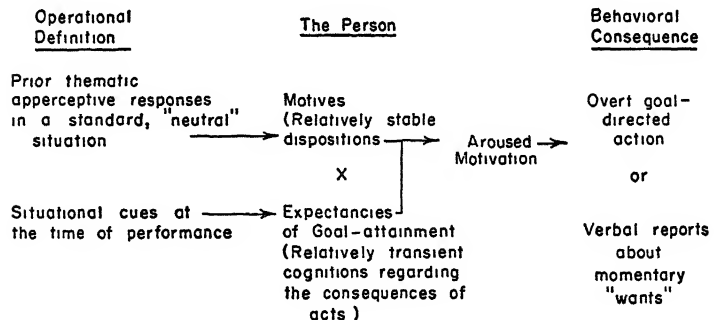 Operational
Definition
The Person
Behavioral
Consequence
Prior thematic
apperceptive responses
in a standard, "neutral"
situation
Motives
(Relatively stable
dispositions
Aroused
Motivation
Overt goal-
directed
action
X
or
Situational cues at
the time of performance
Expectancies
of Goal-attainment
(Relatively transient
cognitions regarding
the consequences of
acts)
Verbal reports
about
momentary
"wants"